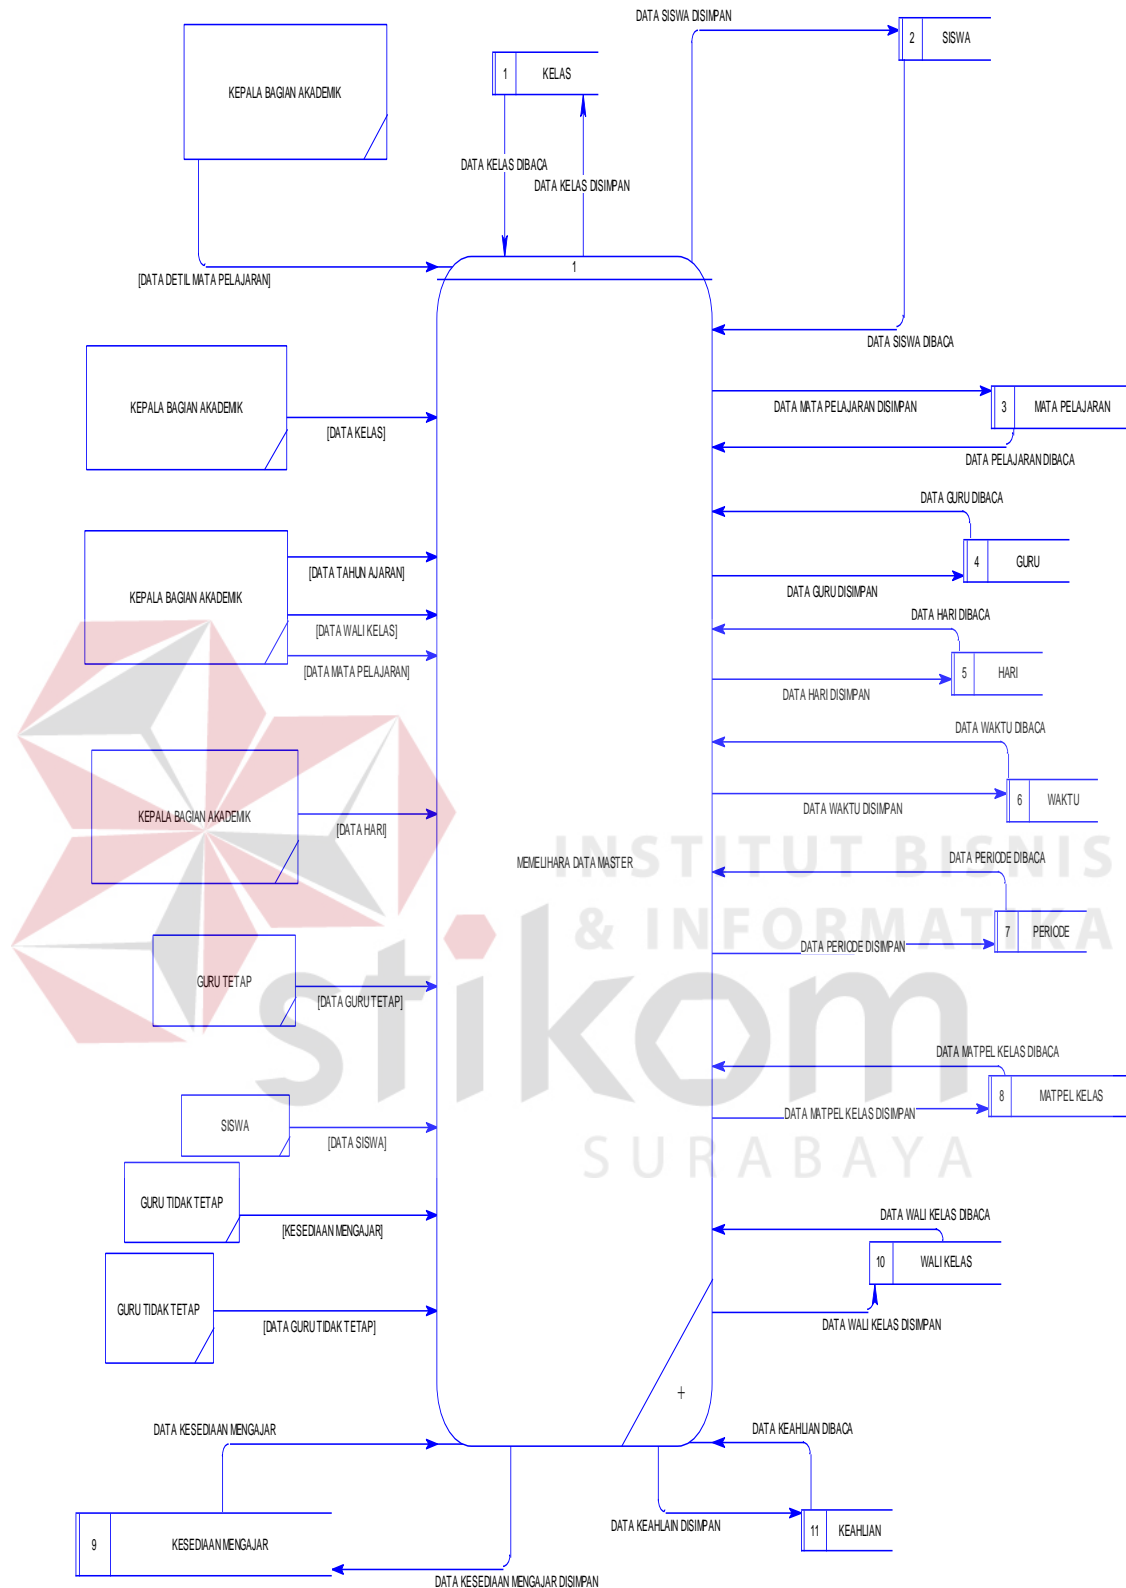 DATA SISWA DISIMPAN
2 SISWA
1 KELAS
KEPALA BAGIAN AKADEMIK
DATA KELAS DIBACA
DATA KELAS DISIMPAN
1
[DATA DETIL MATA PELAJARAN]
DATA SISWA DIBACA
KEPALA BAGIAN AKADEMIK
[DATA KELAS]
DATA MATA PELAJARAN DISIMPAN
3 MATA PELAJARAN
DATA PELAJARAN DIBACA
DATA GURU DIBACA
4 GURU
DATA GURU DISIMPAN
KEPALA BAGIAN AKADEMIK
[DATA TAHUN AJARAN]
[DATA WALI KELAS]
[DATA MATA PELAJARAN]
DATA HARI DIBACA
5 HARI
DATA HARI DISIMPAN
DATA WAKTU DIBACA
6 WAKTU
DATA WAKTU DISIMPAN
KEPALA BAGIAN AKADEMIK
[DATA HARI]
MEMELIHARA DATA MASTER
INSTITUT BISNIS
& INFORMATIKA
stikom
SURABAYA
DATA PERIODE DIBACA
7 PERIODE
DATA PERIODE DISIMPAN
GURU TETAP
[DATA GURU TETAP]
DATA MATPEL KELAS DIBACA
8 MATPEL KELAS
DATA MATPEL KELAS DISIMPAN
SISWA
[DATA SISWA]
GURU TIDAK TETAP
[KESEDIAAN MENGAJAR]
DATA WALI KELAS DIBACA
10 WALI KELAS
DATA WALI KELAS DISIMPAN
GURU TIDAK TETAP
[DATA GURU TIDAK TETAP]
+
DATA KESEDIAAN MENGAJAR
DATA KEAHLIAN DIBACA
9 KESEDIAAN MENGAJAR
DATA KEAHLAIN DISIMPAN
11 KEAHLIAN
DATA KESEDIAAN MENGAJAR DISIMPAN